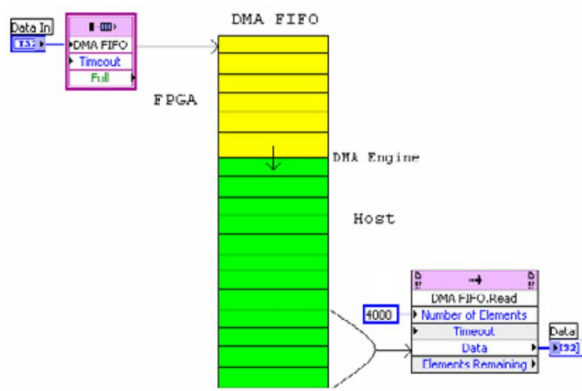 DMA FIFO
Data In
I32
DMA FIFO
Timeout
Full
FPGA
DMA Engine
Host
DMA FIFO.Read
4000
Number of Elements
Timeout
Data
Data
[I32]
Elements Remaining